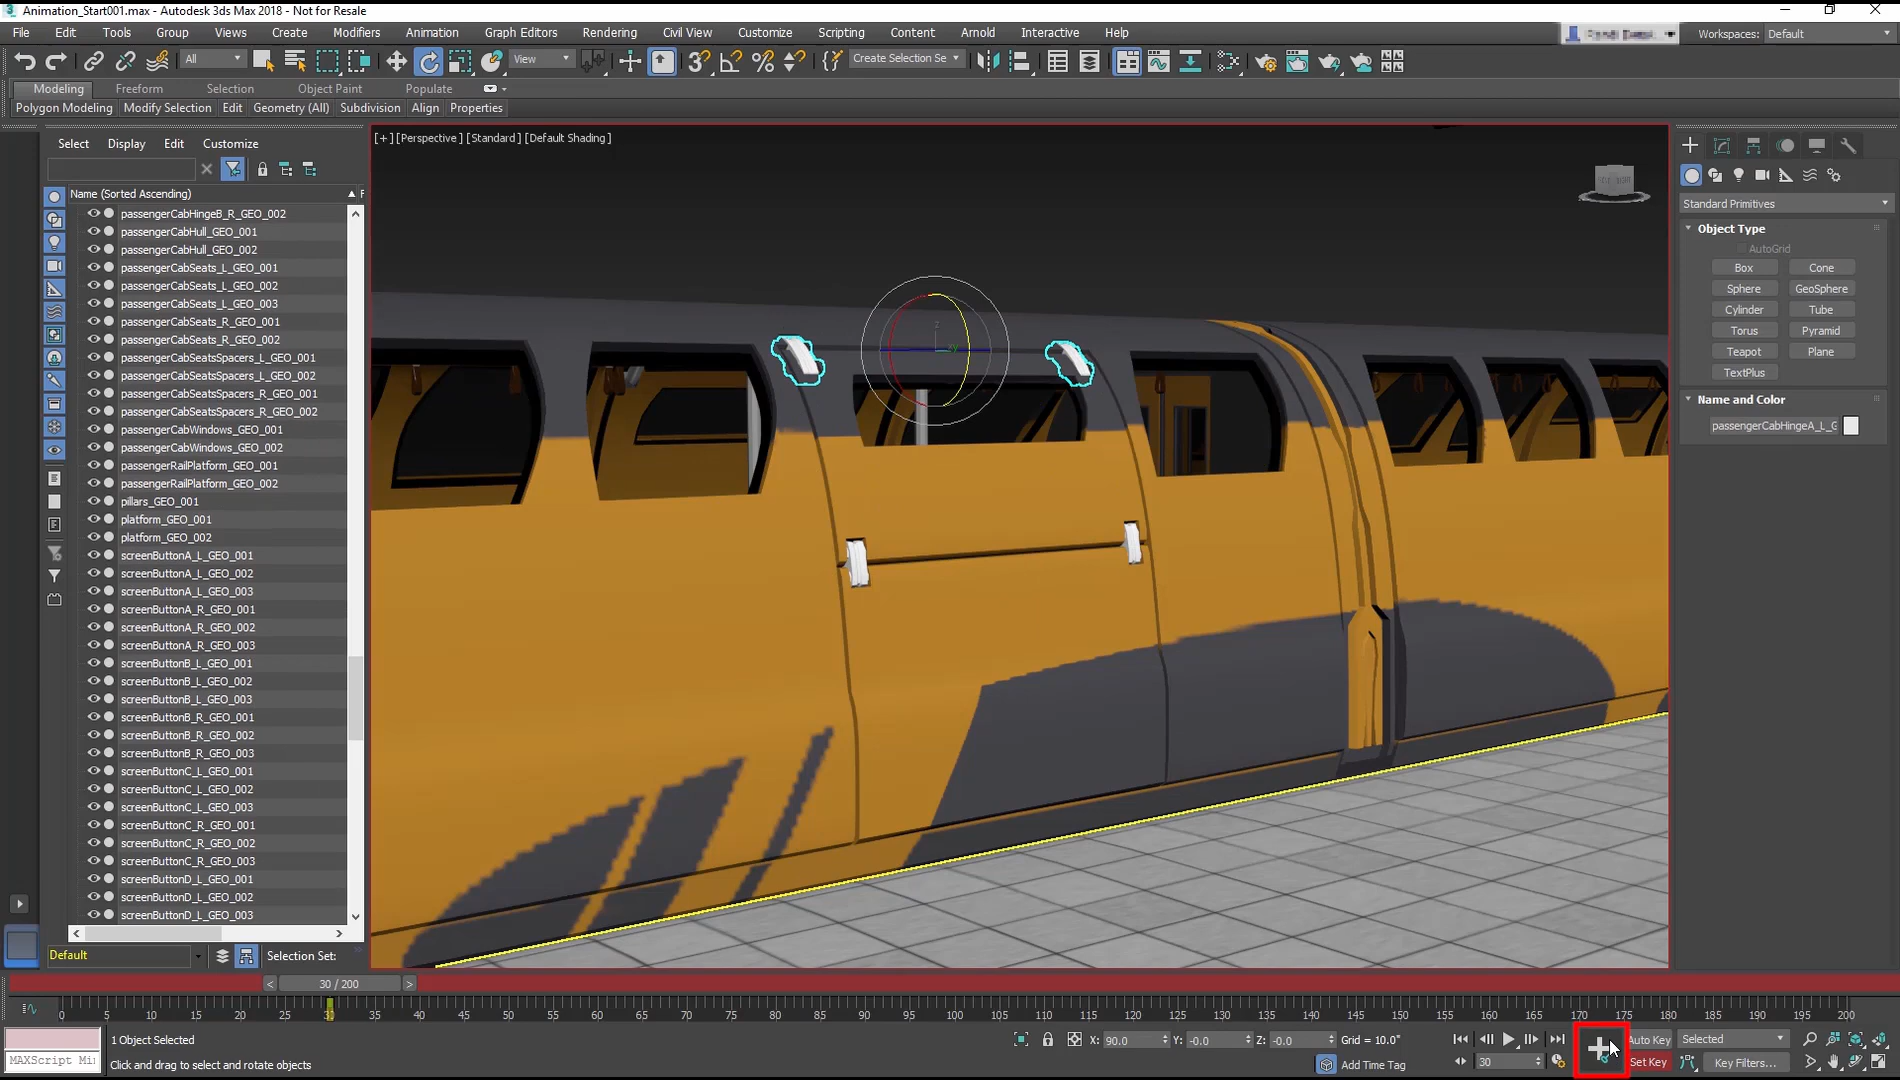 Animation_Start001.max - Autodesk 3ds Max 2018 - Not for Resale
File Edit Tools Group Views Create Modifiers Animation Graph Editors Rendering Civil View Customize Scripting Content Arnold Interactive Help
Workspaces: Default
All View Create Selection Se
Modeling Freeform Selection Object Paint Populate
Polygon Modeling Modify Selection Edit Geometry (All) Subdivision Align Properties
Select Display Edit Customize
Name (Sorted Ascending)
passengerCabHingeB_R_GEO_002
passengerCabHull_GEO_001
passengerCabHull_GEO_002
passengerCabSeats_L_GEO_001
passengerCabSeats_L_GEO_002
passengerCabSeats_L_GEO_003
passengerCabSeats_R_GEO_001
passengerCabSeats_R_GEO_002
passengerCabSeatsSpacers_L_GEO_001
passengerCabSeatsSpacers_L_GEO_002
passengerCabSeatsSpacers_R_GEO_001
passengerCabSeatsSpacers_R_GEO_002
passengerCabWindows_GEO_001
passengerCabWindows_GEO_002
passengerRailPlatform_GEO_001
passengerRailPlatform_GEO_002
pillars_GEO_001
platform_GEO_001
platform_GEO_002
screenButtonA_L_GEO_001
screenButtonA_L_GEO_002
screenButtonA_L_GEO_003
screenButtonA_R_GEO_001
screenButtonA_R_GEO_002
screenButtonA_R_GEO_003
screenButtonB_L_GEO_001
screenButtonB_L_GEO_002
screenButtonB_L_GEO_003
screenButtonB_R_GEO_001
screenButtonB_R_GEO_002
screenButtonB_R_GEO_003
screenButtonC_L_GEO_001
screenButtonC_L_GEO_002
screenButtonC_L_GEO_003
screenButtonC_R_GEO_001
screenButtonC_R_GEO_002
screenButtonC_R_GEO_003
screenButtonD_L_GEO_001
screenButtonD_L_GEO_002
screenButtonD_L_GEO_003
Default Selection Set:
[+] [Perspective] [Standard] [Default Shading]
Standard Primitives
Object Type
AutoGrid
Box Cone
Sphere GeoSphere
Cylinder Tube
Torus Pyramid
Teapot Plane
TextPlus
Name and Color
passengerCabHingeA_L_G
30 / 200
0 5 10 15 20 25 30 35 40 45 50 55 60 65 70 75 80 85 90 95 100 105 110 115 120 125 130 135 140 145 150 155 160 165 170 175 180 185 190 195 200
1 Object Selected X: 90.0 Y: -0.0 Z: -0.0 Grid = 10.0" Auto Key Selected
MAXScript Mi Click and drag to select and rotate objects Add Time Tag 30 Set Key Key Filters...